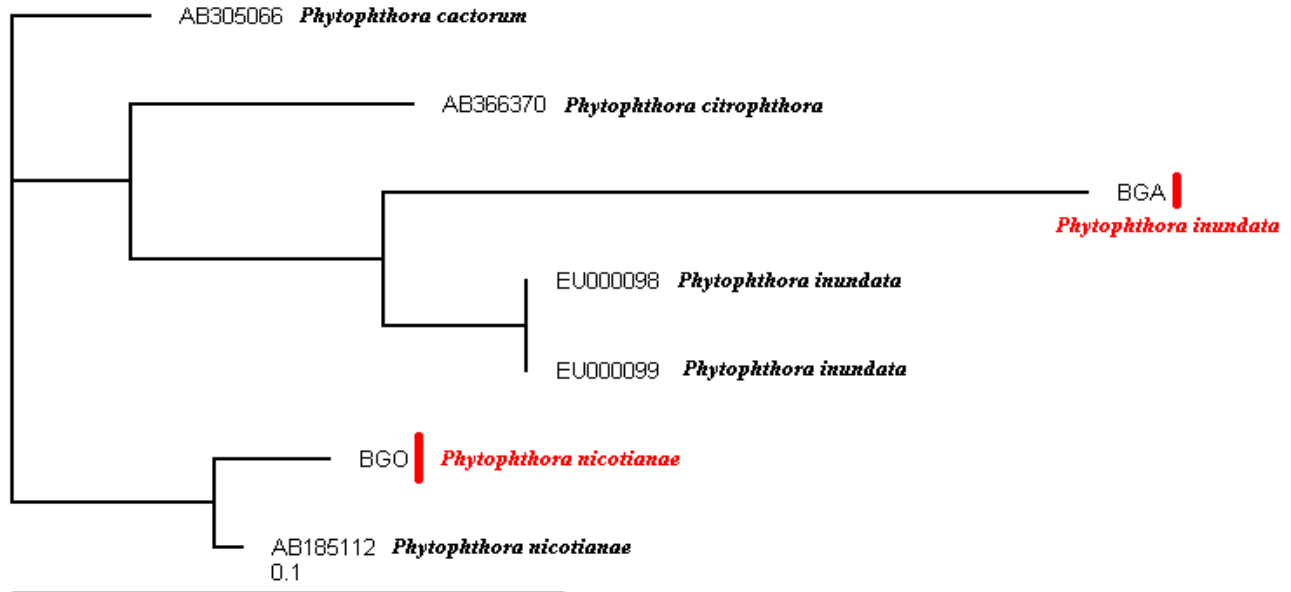 AB305066 Phytophthora cactorum
AB366370 Phytophthora citrophthora
BGA
Phytophthora inundata
EU000098 Phytophthora inundata
EU000099 Phytophthora inundata
BGO Phytophthora nicotianae
AB185112 Phytophthora nicotianae
0.1